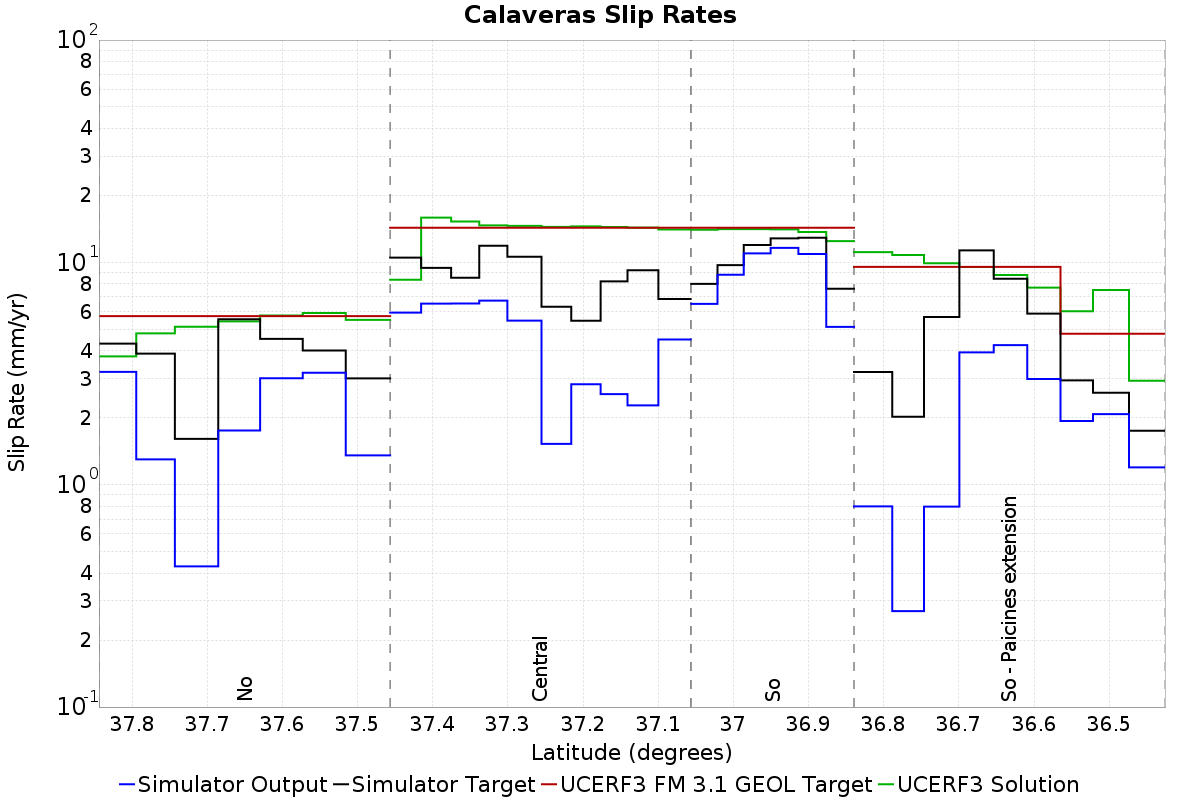 Calaveras Slip Rates
Slip Rate (mm/yr)
10^2
8
6
4
3
2
10^1
8
6
4
3
2
10^0
8
6
4
3
2
10^-1
No
Central
So
So - Paicines extension
37.8 37.7 37.6 37.5 37.4 37.3 37.2 37.1 37 36.9 36.8 36.7 36.6 36.5
Latitude (degrees)
Simulator Output Simulator Target UCERF3 FM 3.1 GEOL Target UCERF3 Solution